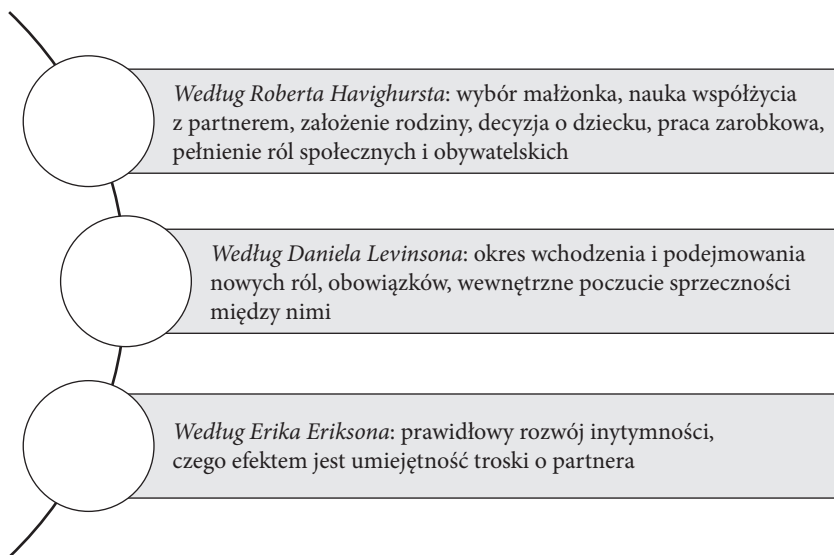 Według Roberta Havighursta: wybór małżonka, nauka współżycia
z partnerem, założenie rodziny, decyzja o dziecku, praca zarobkowa,
pełnienie ról społecznych i obywatelskich
Według Daniela Levinsona: okres wchodzenia i podejmowania
nowych ról, obowiązków, wewnętrzne poczucie sprzeczności
między nimi
Według Erika Eriksona: prawidłowy rozwój inytymności,
czego efektem jest umiejętność troski o partnera